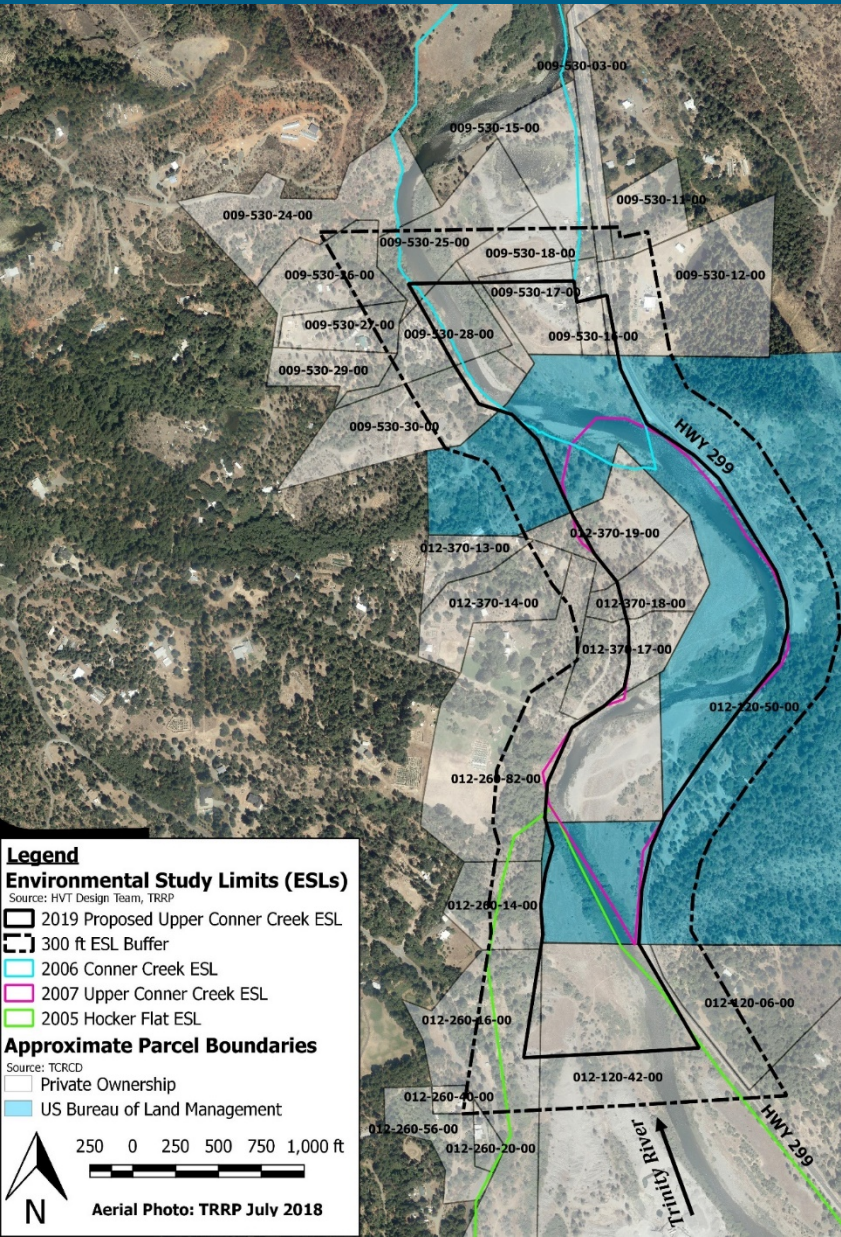 009-530-03-00
009-530-15-00
009-530-11-00
009-530-24-00
009-530-25-00
009-530-18-00
009-530-26-00
009-530-12-00
009-530-17-00
009-530-27-00
009-530-28-00
009-530-16-00
009-530-29-00
009-530-30-00
HWY 299
012-370-19-00
012-370-13-00
012-370-14-00
012-370-18-00
012-370-17-00
012-120-50-00
012-260-82-00
012-260-14-00
012-120-06-00
012-260-16-00
012-120-42-00
012-260-40-00
012-260-56-00
012-260-20-00
HWY 299
Trinity River
Legend
Environmental Study Limits (ESLs)
Source: HVT Design Team, TRRP
2019 Proposed Upper Conner Creek ESL
300 ft ESL Buffer
2006 Conner Creek ESL
2007 Upper Conner Creek ESL
2005 Hocker Flat ESL
Approximate Parcel Boundaries
Source: TCRCD
Private Ownership
US Bureau of Land Management
250 0 250 500 750 1,000 ft
N
Aerial Photo: TRRP July 2018